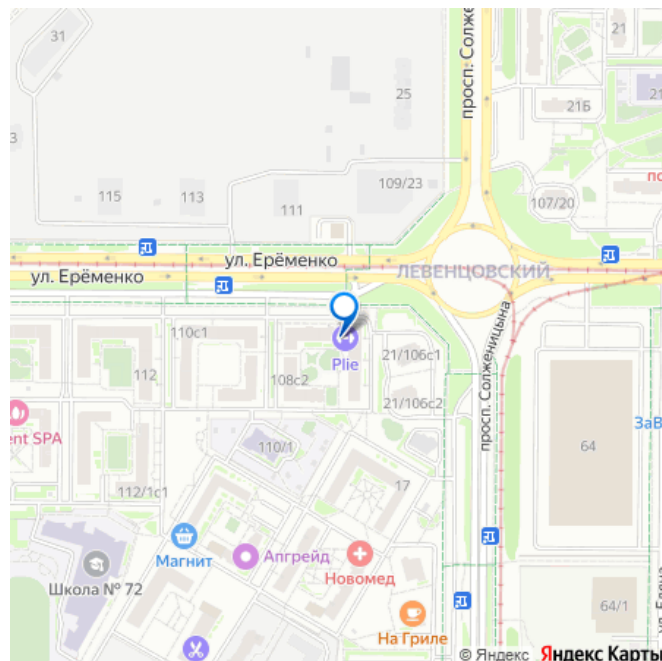 31
просп. Солже
21
25
21Б
21
115
113
109/23
по
111
107/20
ул. Ерёменко
ЛЕВЕНЦОВСКИЙ
ул. Ерёменко
110с1
Plie
21/106с1
просп. Солженицына
112
108с2
21/106с2
ent SPA
ЗаВ
110/1
64
112/1с1
17
Магнит
Апгрейд
Новомед
Школа № 72
На Гриле
64/1
© Яндекс Яндекс Карты